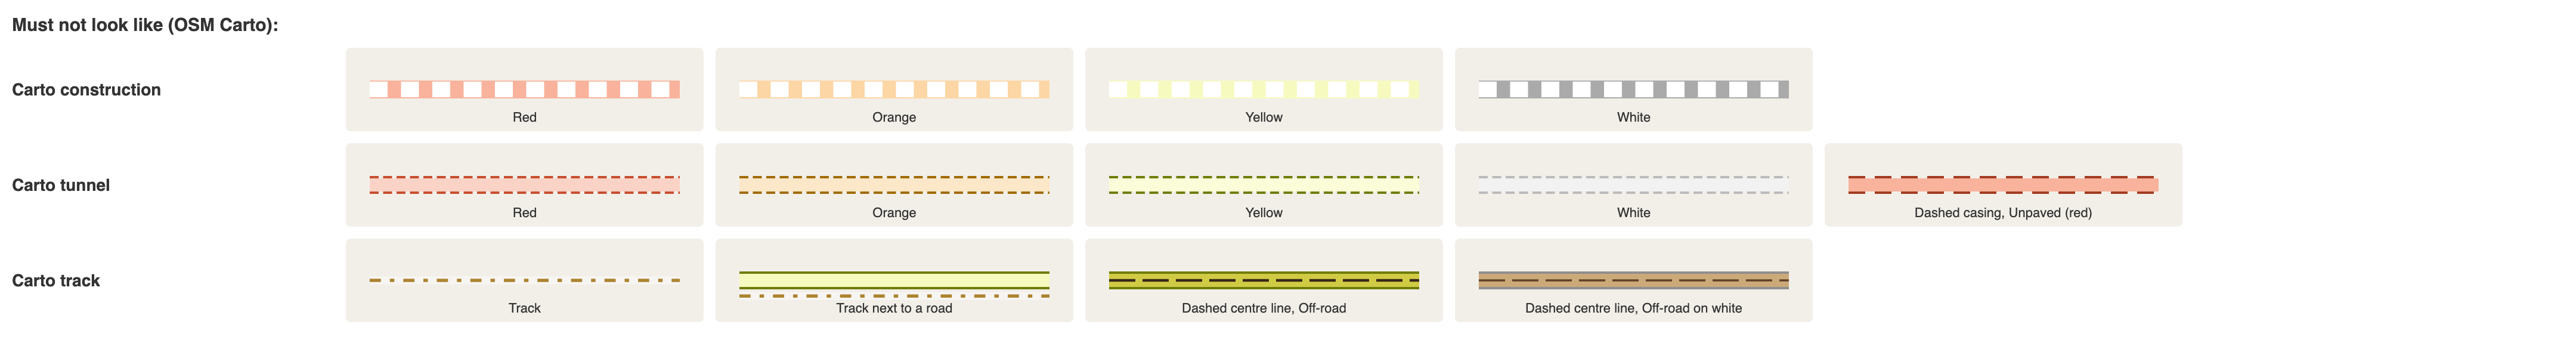 Must not look like (OSM Carto):
Carto construction
Red
Orange
Yellow
White
Carto tunnel
Red
Orange
Yellow
White
Dashed casing, Unpaved (red)
Carto track
Track
Track next to a road
Dashed centre line, Off-road
Dashed centre line, Off-road on white